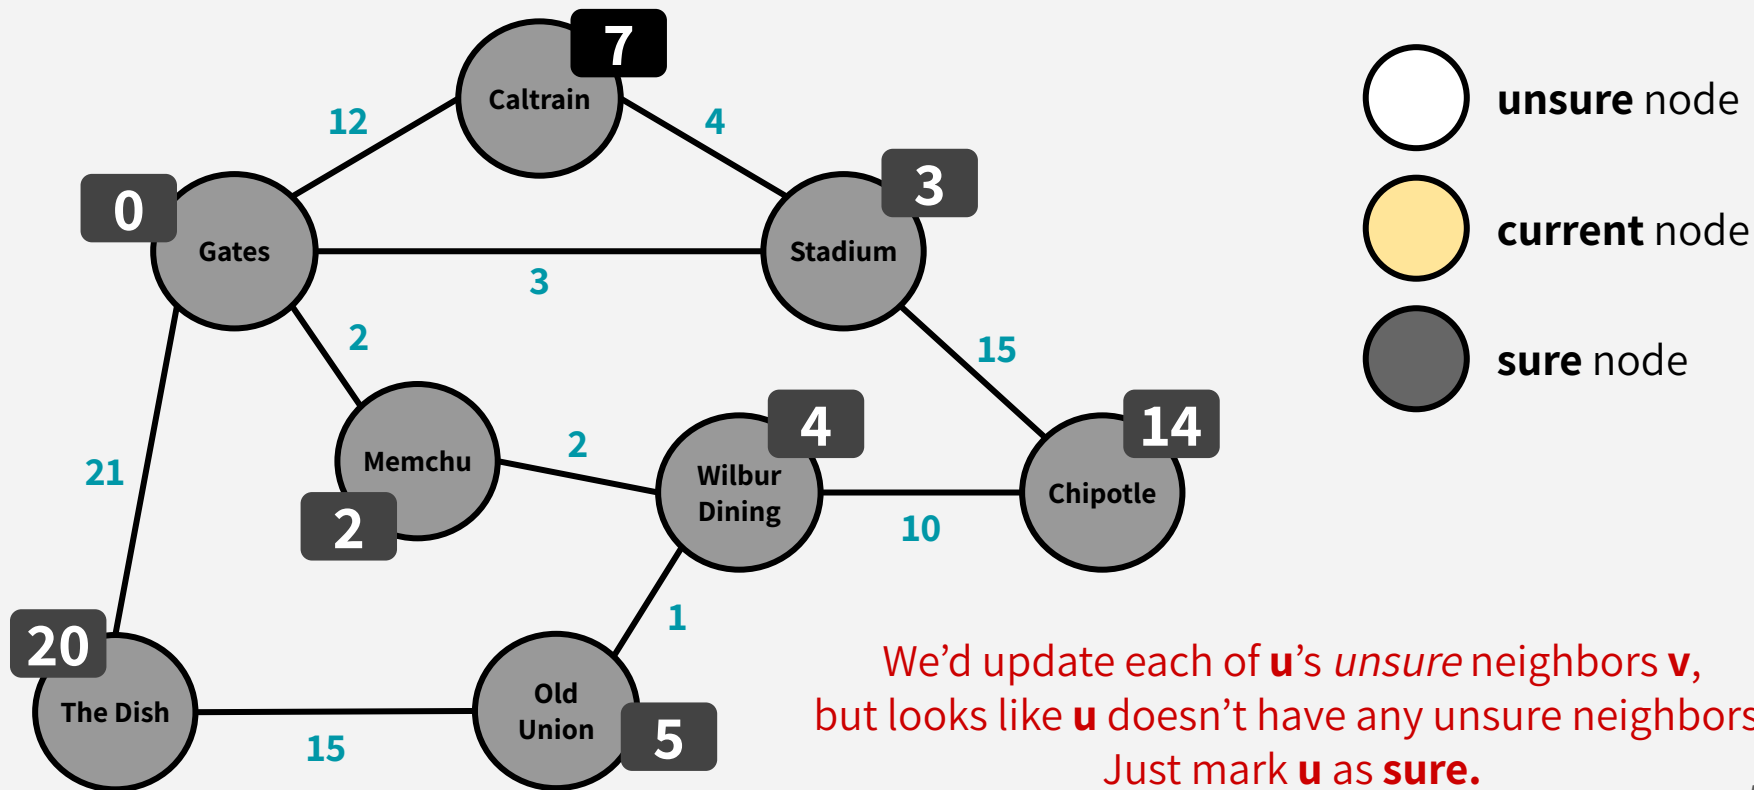 7
Caltrain
unsure node
12
4
3
0
Gates
Stadium
3
current node
2
15
sure node
14
4
21
Memchu
2
Wilbur
Dining
Chipotle
2
10
1
20
The Dish
Old
Union
5
15
We’d update each of u’s unsure neighbors v,
but looks like u doesn’t have any unsure neighbors
Just mark u as sure.